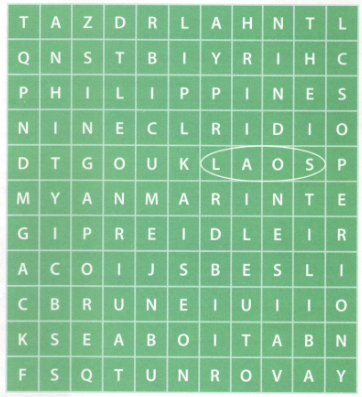 T A Z D R L A H N T L
Q N S T B I Y R I H C
P H I L I P P I N E S
N I N E C L R I D I O
D T G O U K L A O S P
M Y A N M A R I N T E
G I P R E I D L E I R
A C O I J S B E S L I
C B R U N E I U I I O
K S E A B O I T A B N
F S Q T U N R O V A Y